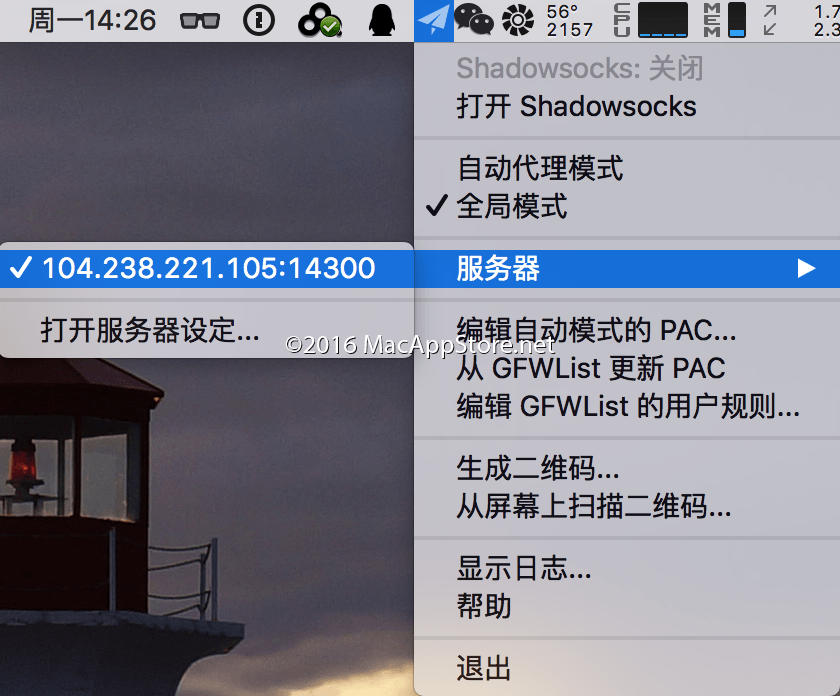 周一14:26
56°
2157
CPU
MEM
1.7
2.3
Shadowsocks: 关闭
打开 Shadowsocks
自动代理模式
全局模式
服务器
104.238.221.105:14300
打开服务器设定...
编辑自动模式的 PAC...
从 GFWList 更新 PAC
编辑 GFWList 的用户规则...
生成二维码...
从屏幕上扫描二维码...
显示日志...
帮助
退出
©2016 MacAppStore.net